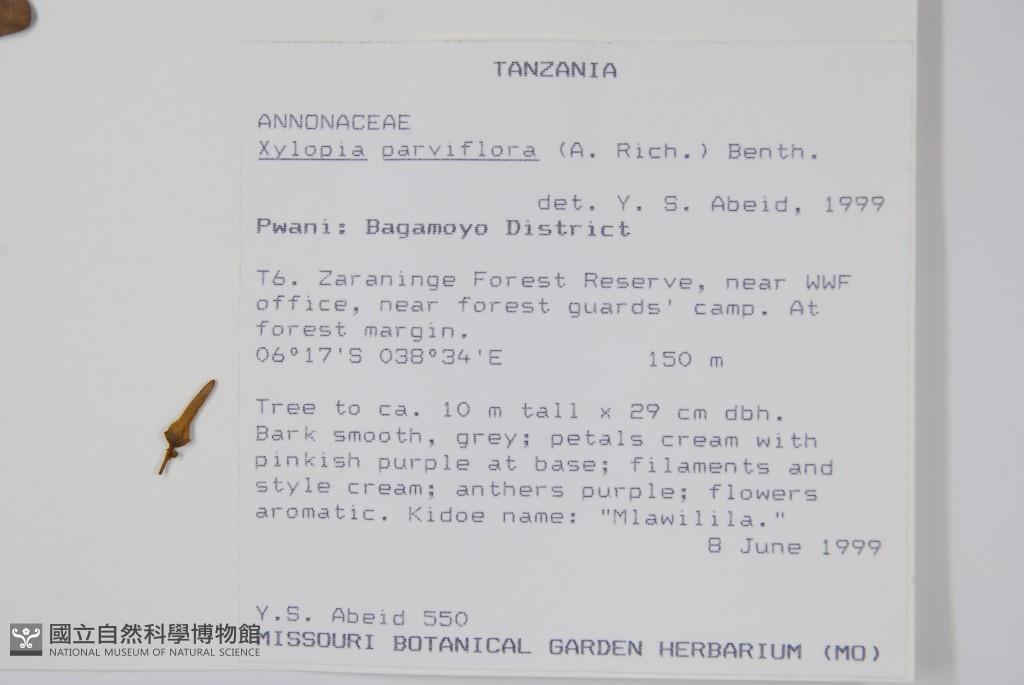 TANZANIA
ANNONACEAE
Xylopia parviflora (A. Rich.) Benth.
det. Y. S. Abeid, 1999
Pwani: Bagamoyo District
T6. Zaraninge Forest Reserve, near WWF
office, near forest guards' camp. At
forest margin.
06°17'S 038°34'E 150 m
Tree to ca. 10 m tall x 29 cm dbh.
Bark smooth, grey; petals cream with
pinkish purple at base; filaments and
style cream; anthers purple; flowers
aromatic. Kidoe name: "Mlawilila."
8 June 1999
Y.S. Abeid 550
MISSOURI BOTANICAL GARDEN HERBARIUM (MO)
國立自然科學博物館
NATIONAL MUSEUM OF NATURAL SCIENCE